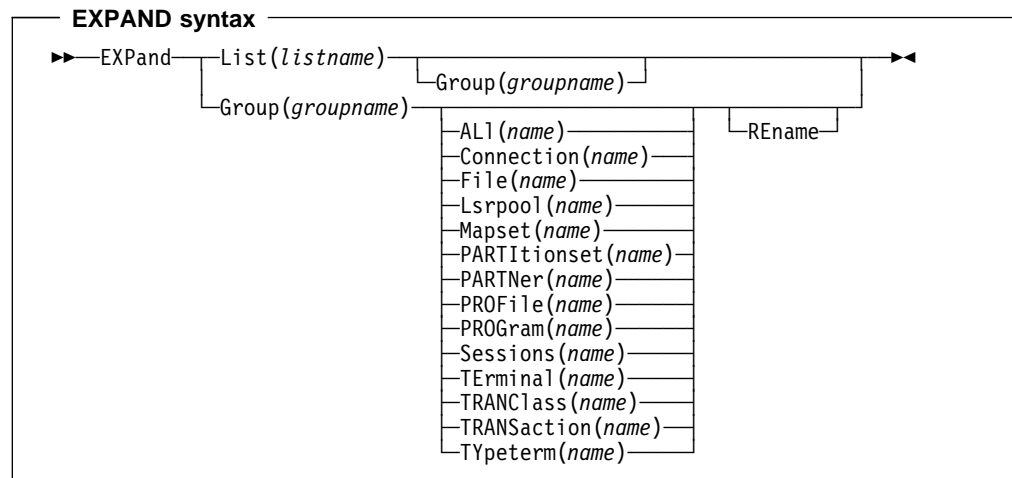 EXPAND syntax
EXPand List(listname)
Group(groupname)
Group(groupname)
ALl(name) REname
Connection(name)
File(name)
Lsrpool(name)
Mapset(name)
PARTItionset(name)
PARTNer(name)
PROFile(name)
PROGram(name)
Sessions(name)
TErminal(name)
TRANClass(name)
TRANSaction(name)
TYpeterm(name)